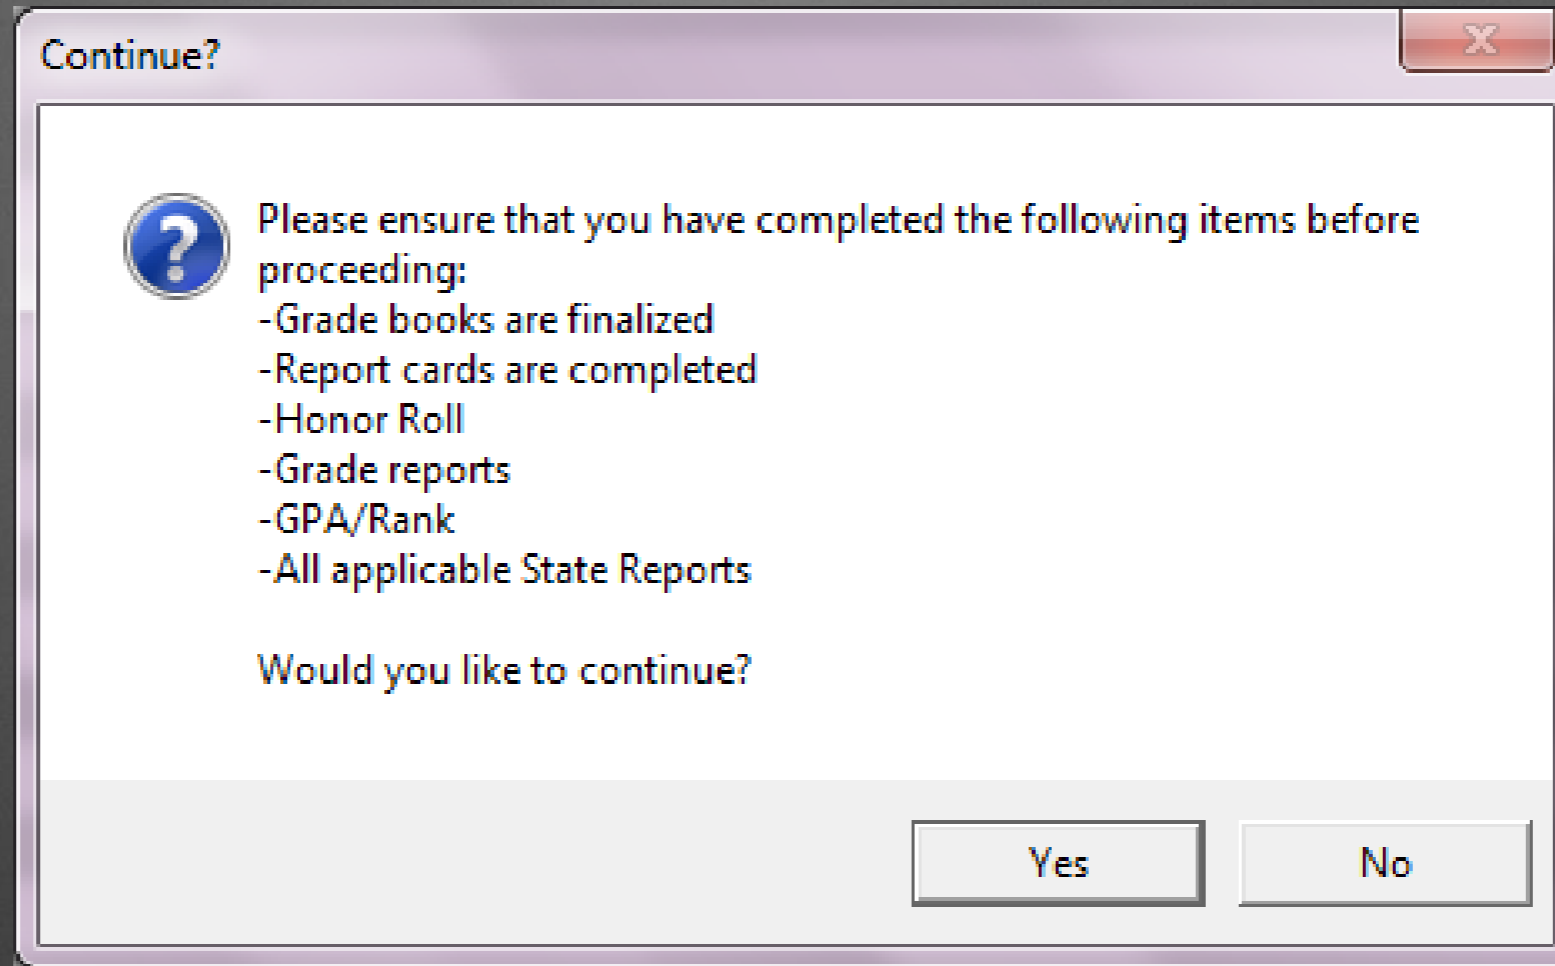 Continue?
Please ensure that you have completed the following items before
proceeding:
-Grade books are finalized
-Report cards are completed
-Honor Roll
-Grade reports
-GPA/Rank
-All applicable State Reports
Would you like to continue?
Yes
No